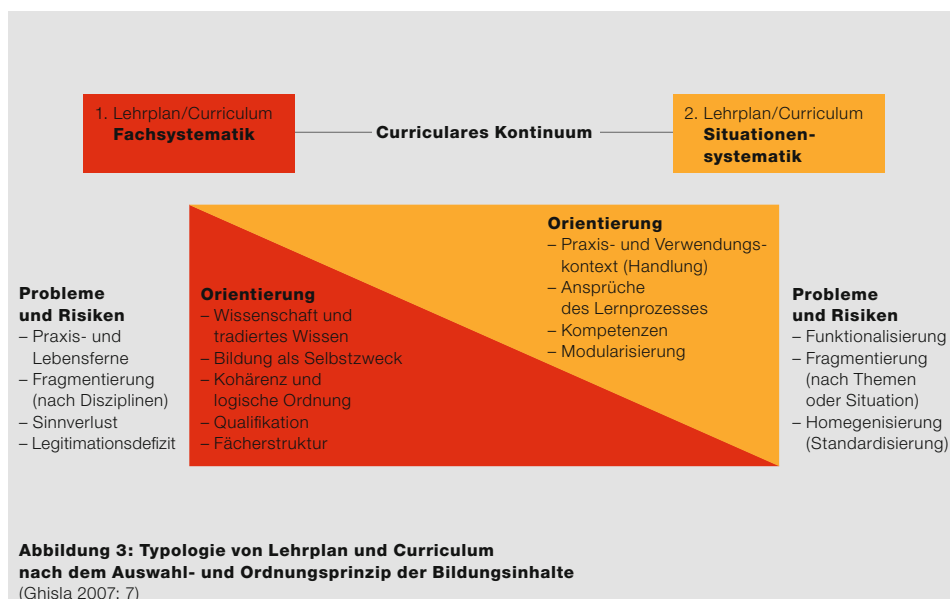 1. Lehrplan/Curriculum
Fachsystematik
Curriculares Kontinuum
2. Lehrplan/Curriculum
Situationen-
systematik
Probleme
und Risiken
– Praxis- und
Lebensferne
– Fragmentierung
(nach Disziplinen)
– Sinnverlust
– Legitimationsdefizit
Orientierung
– Wissenschaft und
tradiertes Wissen
– Bildung als Selbstzweck
– Kohärenz und
logische Ordnung
– Qualifikation
– Fächerstruktur
Orientierung
– Praxis- und Verwendungs-
kontext (Handlung)
– Ansprüche
des Lernprozesses
– Kompetenzen
– Modularisierung
Probleme
und Risiken
– Funktionalisierung
– Fragmentierung
(nach Themen
oder Situation)
– Homegenisierung
(Standardisierung)
Abbildung 3: Typologie von Lehrplan und Curriculum
nach dem Auswahl- und Ordnungsprinzip der Bildungsinhalte
(Ghisla 2007: 7)